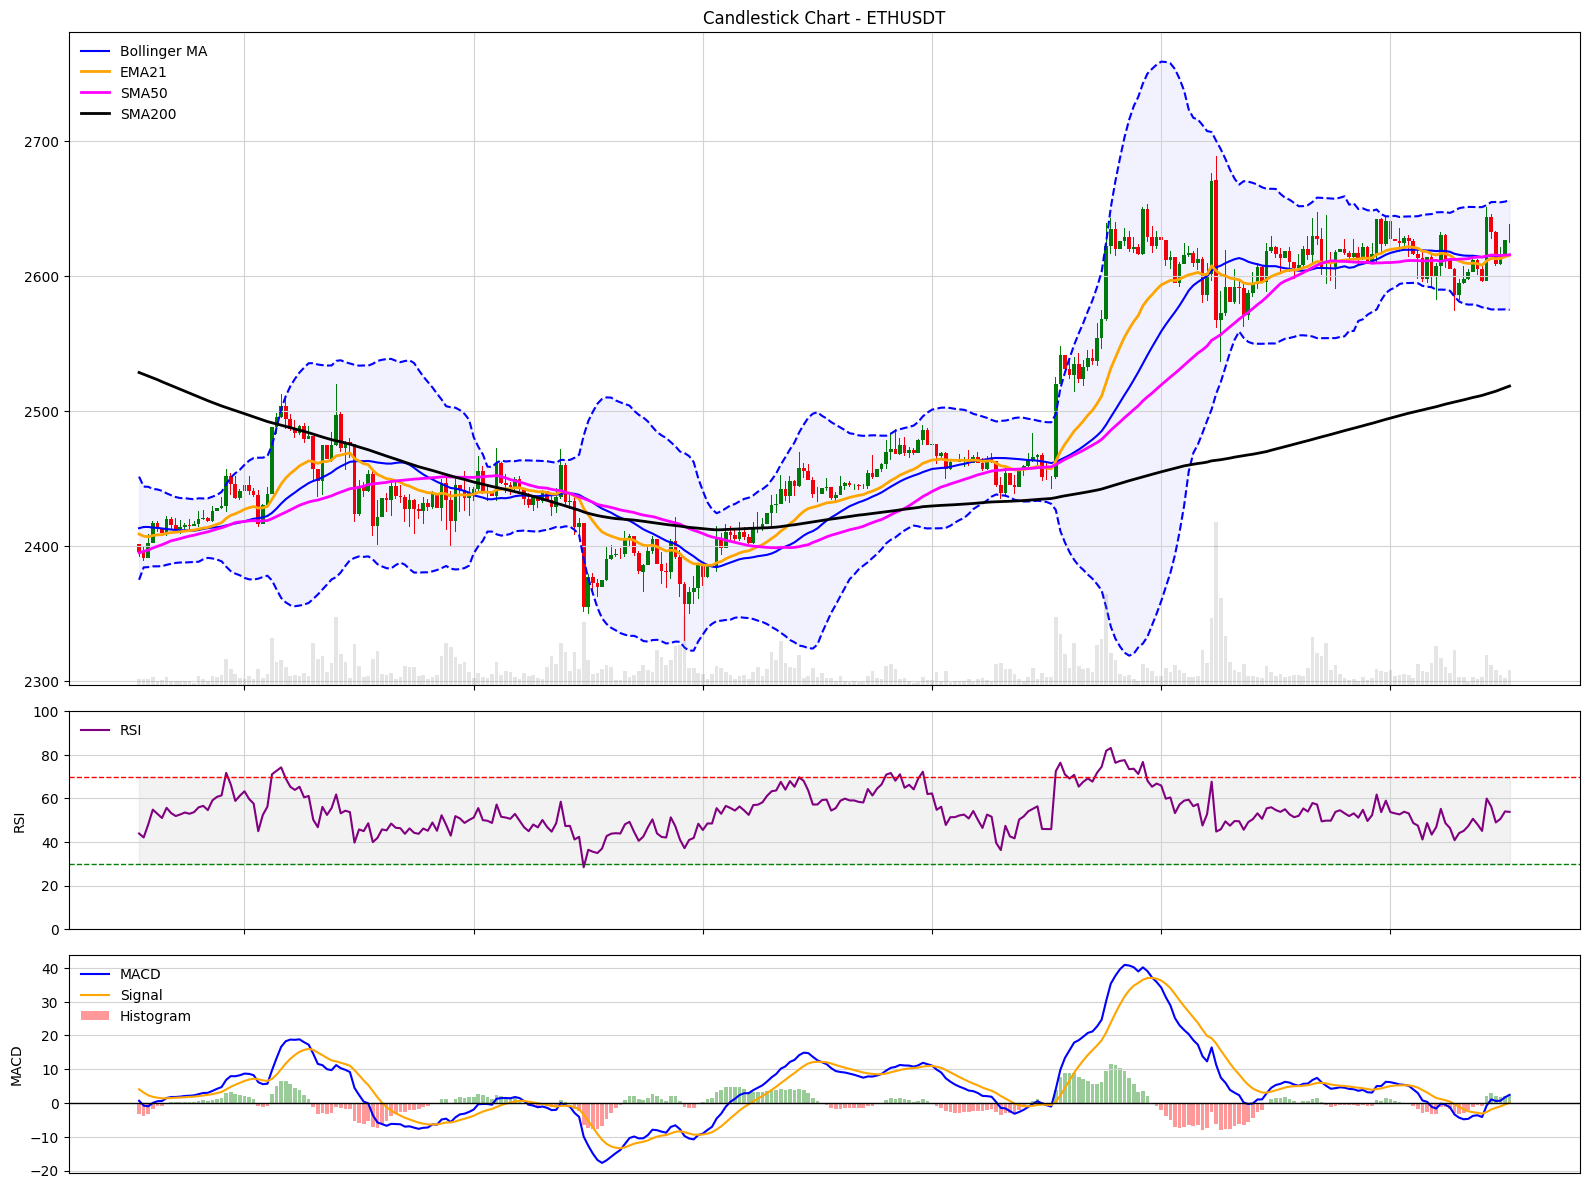 Candlestick Chart - ETHUSDT
Bollinger MA
EMA21
SMA50
SMA200
2700
2600
2500
2400
2300
RSI
100
80
60
40
20
0
RSI
MACD
Signal
Histogram
40
30
20
10
0
−10
−20
MACD